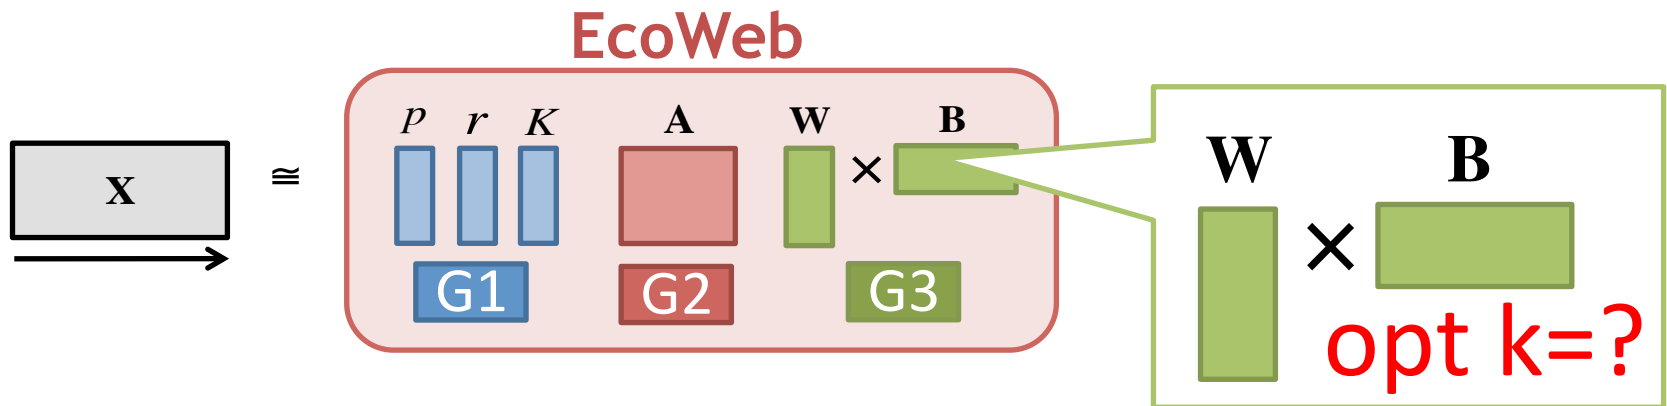 EcoWeb
p r K A W B
X ≅ ×
G1 G2 G3
W B
×
opt k=?